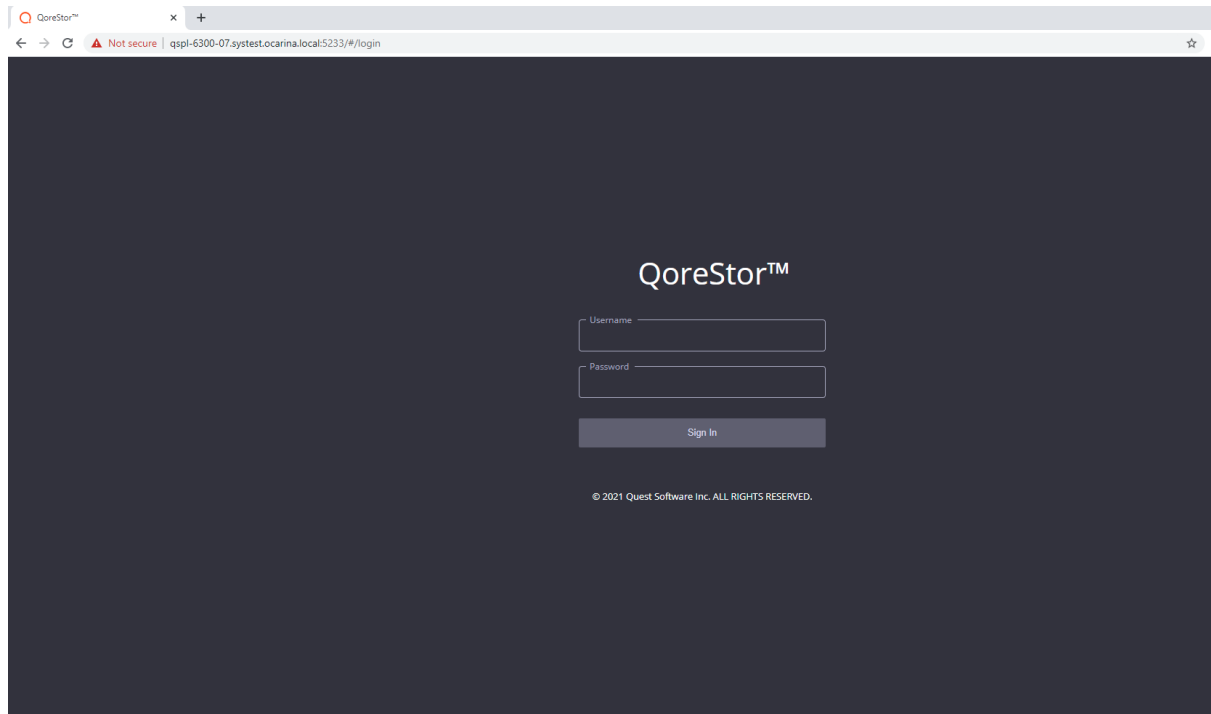 QoreStor™
Not secure | qspl-6300-07.systest.ocarina.local:5233/#/login
QoreStor™
Username
Password
Sign In
© 2021 Quest Software Inc. ALL RIGHTS RESERVED.